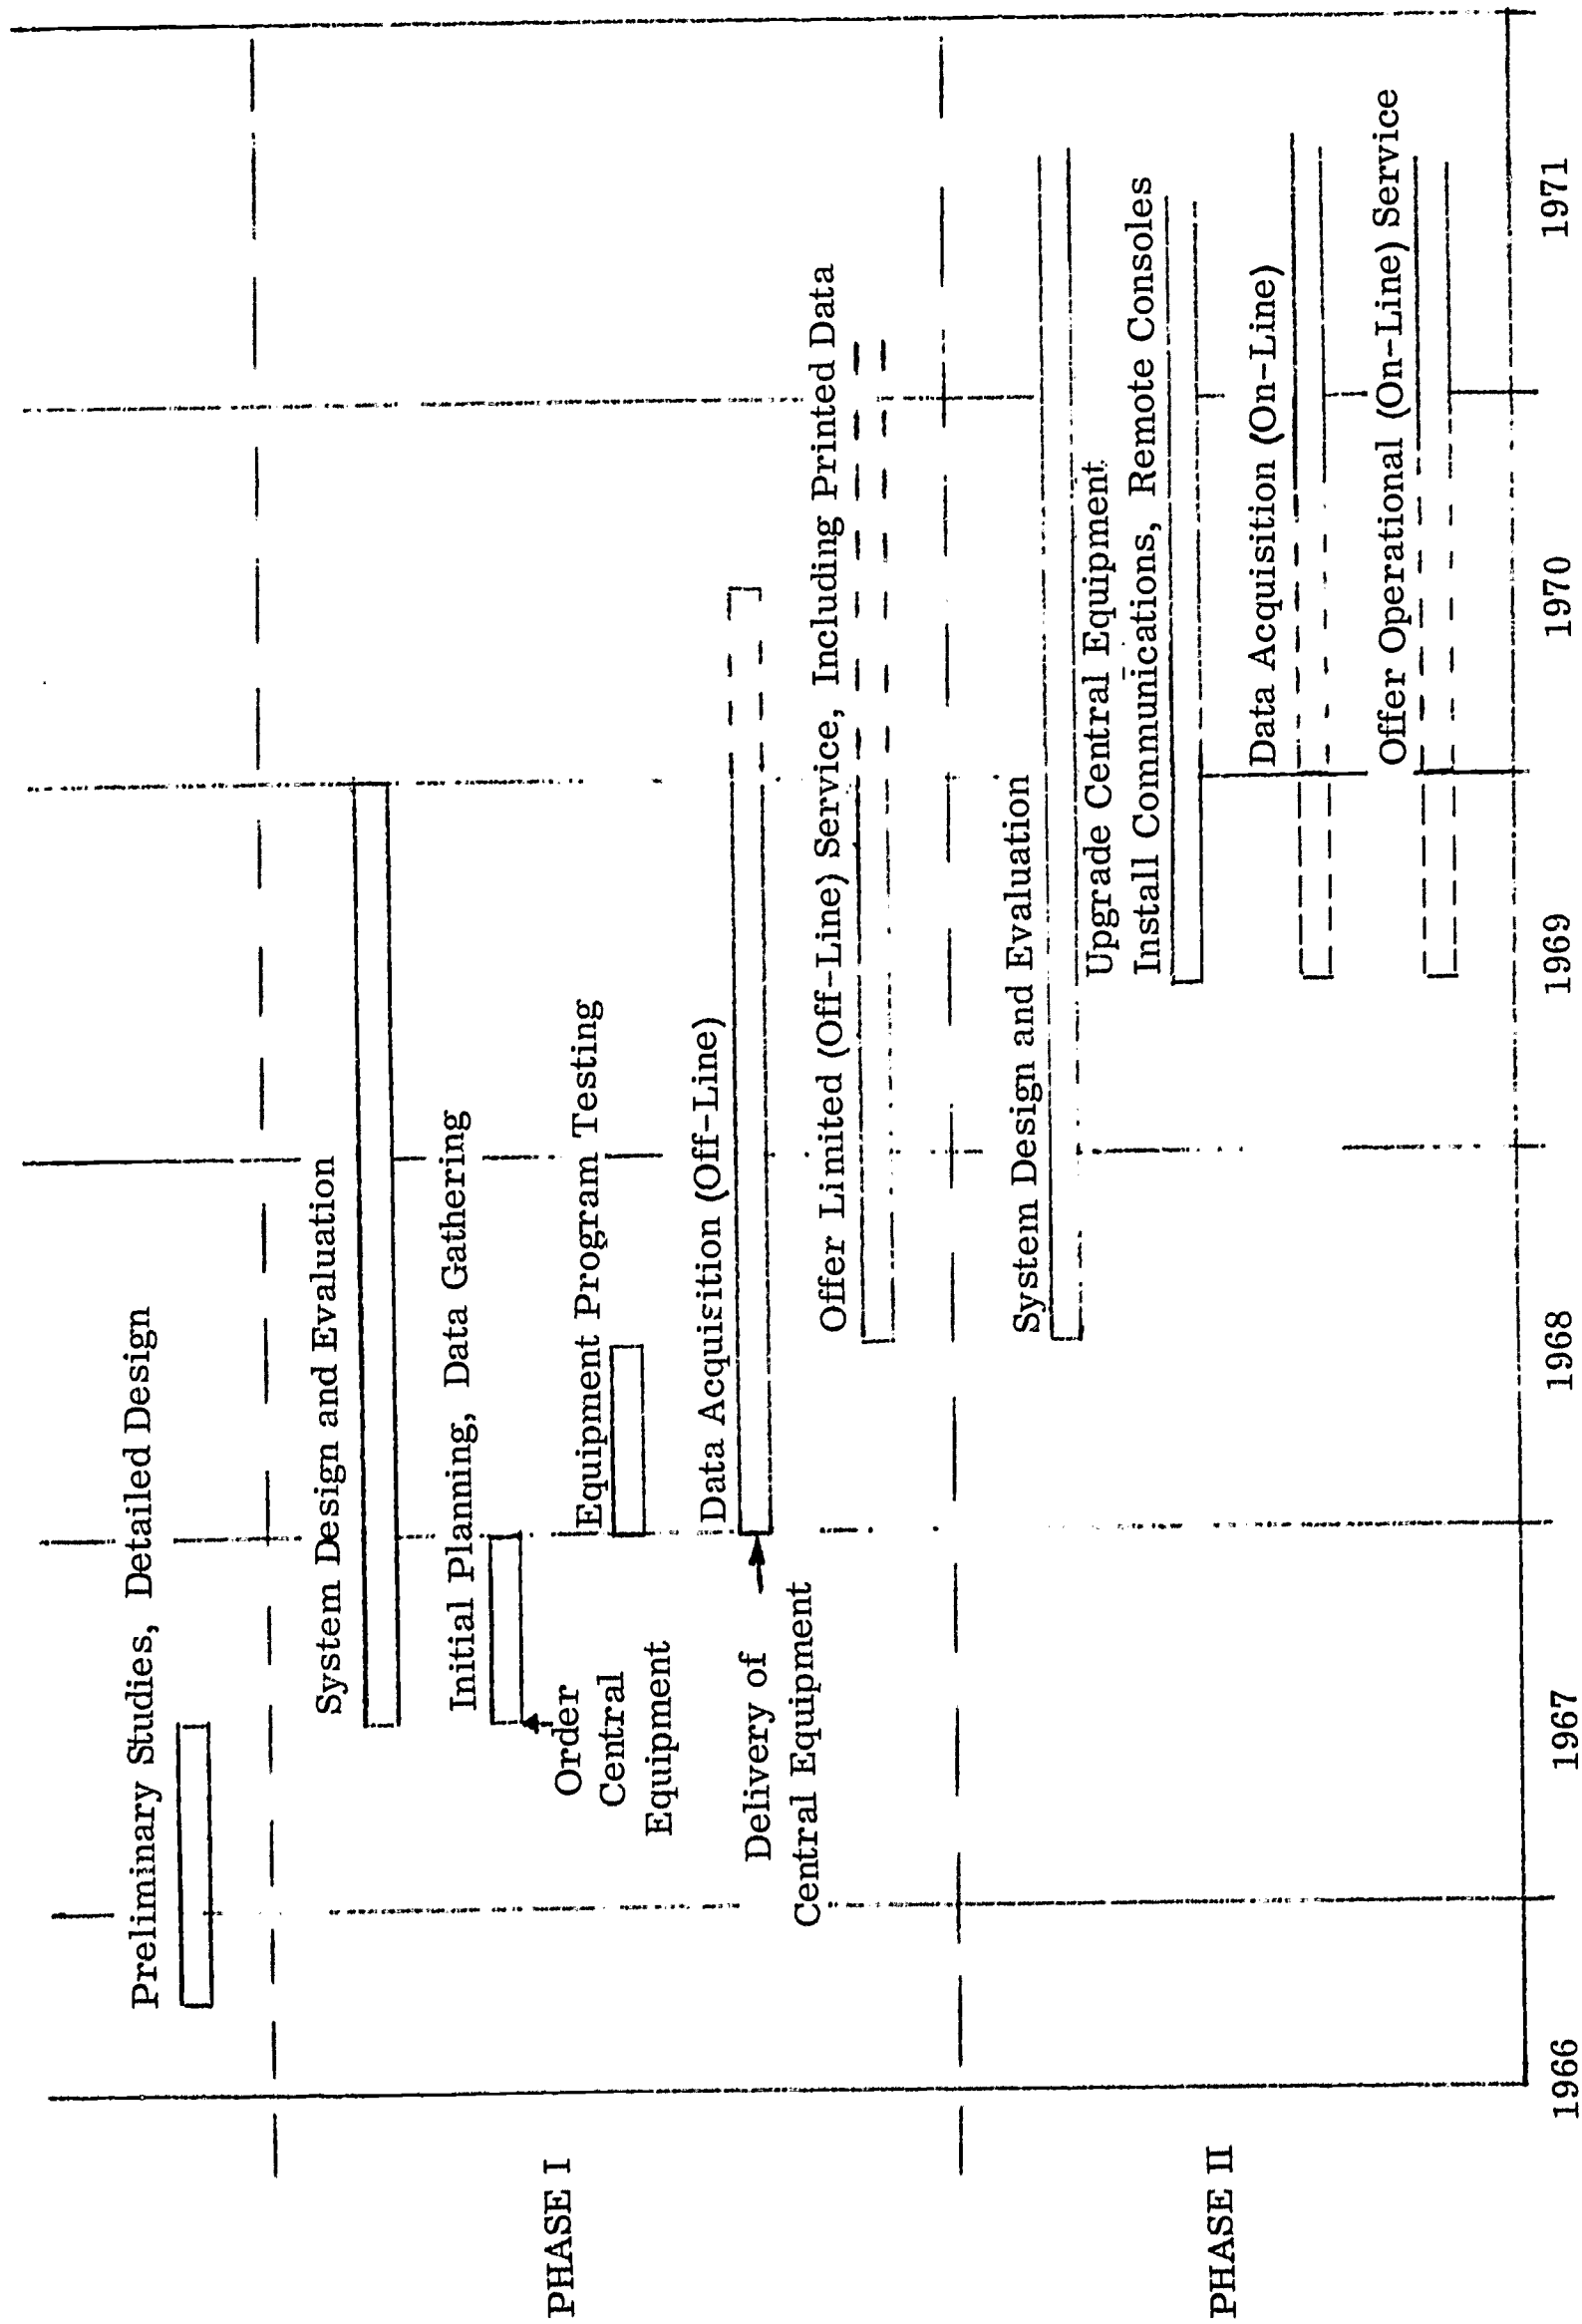 Preliminary Studies, Detailed Design
PHASE I
System Design and Evaluation
Initial Planning, Data Gathering
Order
Central
Equipment
Equipment Program Testing
Data Acquisition (Off-Line)
Delivery of
Central Equipment
Offer Limited (Off-Line) Service, Including Printed Data
PHASE II
System Design and Evaluation
Upgrade Central Equipment
Install Communications, Remote Consoles
Data Acquisition (On-Line)
Offer Operational (On-Line) Service
1966
1967
1968
1969
1970
1971